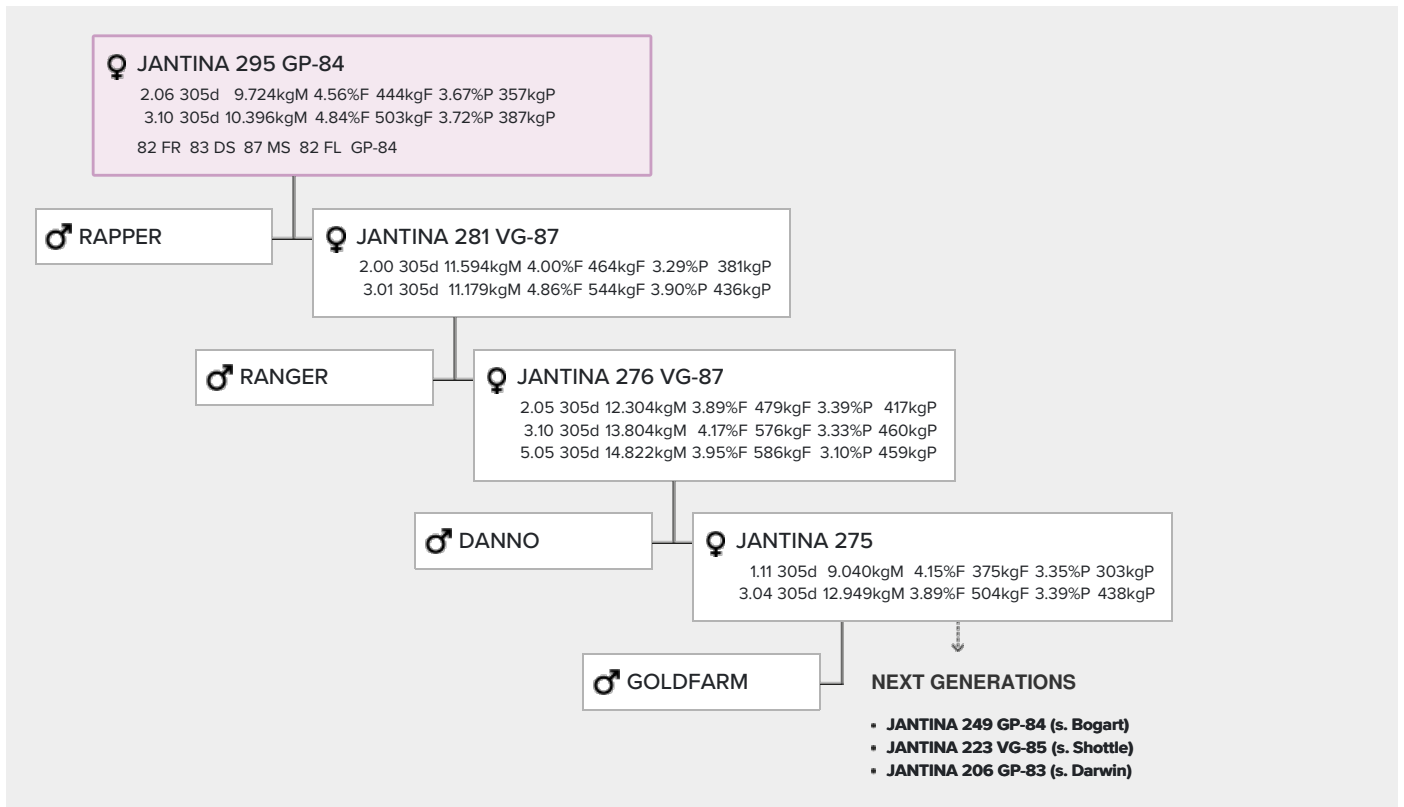 JANTINA 295 GP-84
2.06 305d 9.724kgM 4.56%F 444kgF 3.67%P 357kgP
3.10 305d 10.396kgM 4.84%F 503kgF 3.72%P 387kgP
82 FR 83 DS 87 MS 82 FL GP-84
RAPPER
JANTINA 281 VG-87
2.00 305d 11.594kgM 4.00%F 464kgF 3.29%P 381kgP
3.01 305d 11.179kgM 4.86%F 544kgF 3.90%P 436kgP
RANGER
JANTINA 276 VG-87
2.05 305d 12.304kgM 3.89%F 479kgF 3.39%P 417kgP
3.10 305d 13.804kgM 4.17%F 576kgF 3.33%P 460kgP
5.05 305d 14.822kgM 3.95%F 586kgF 3.10%P 459kgP
DANNO
JANTINA 275
1.11 305d 9.040kgM 4.15%F 375kgF 3.35%P 303kgP
3.04 305d 12.949kgM 3.89%F 504kgF 3.39%P 438kgP
GOLDFARM
NEXT GENERATIONS
• JANTINA 249 GP-84 (s. Bogart)
• JANTINA 223 VG-85 (s. Shottle)
• JANTINA 206 GP-83 (s. Darwin)